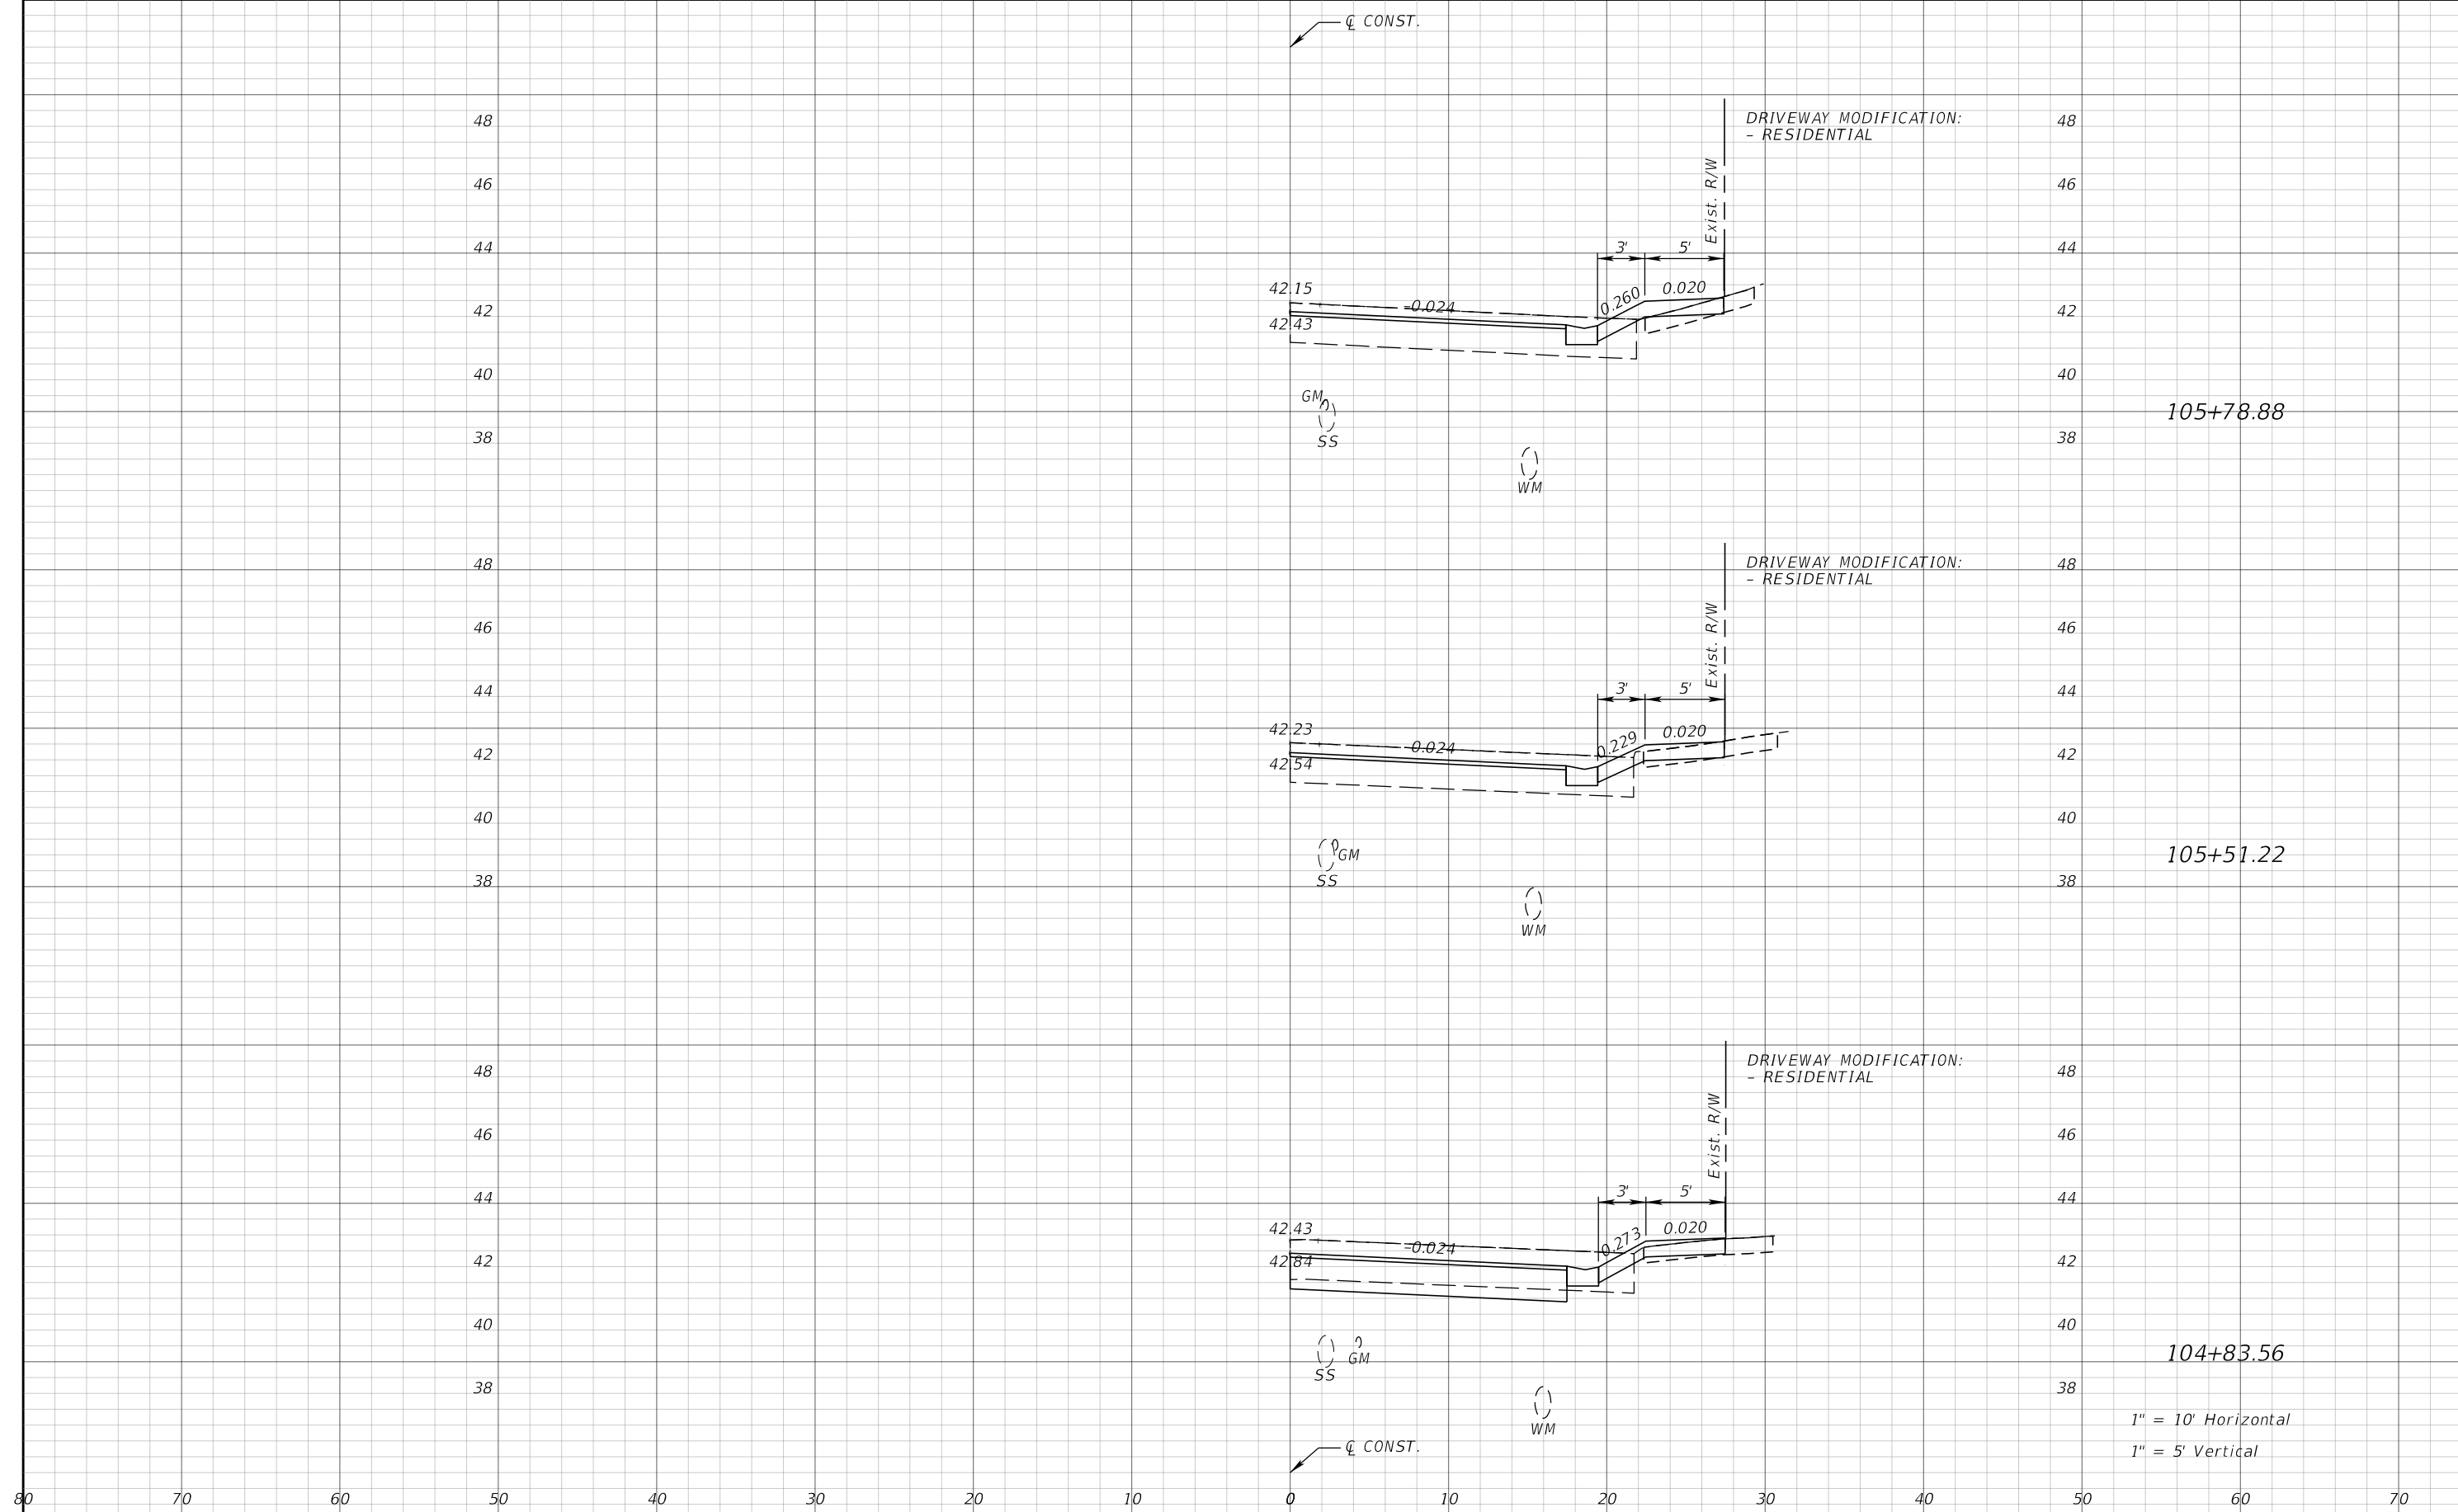 ℄ CONST.
48
DRIVEWAY MODIFICATION:
– RESIDENTIAL
48
46
Exist. R/W
46
44
3'
5'
44
42.15
-0.024
0.260
0.020
42
42
42.43
40
40
GM
105+78.88
38
SS
38
WM
48
DRIVEWAY MODIFICATION:
– RESIDENTIAL
48
46
Exist. R/W
46
44
3'
5'
44
42.23
-0.024
0.229
0.020
42
42
42.54
40
40
GM
105+51.22
38
SS
38
WM
48
DRIVEWAY MODIFICATION:
– RESIDENTIAL
48
46
Exist. R/W
46
44
3'
5'
44
42.43
-0.024
0.273
0.020
42
42.84
42
40
40
GM
104+83.56
SS
38
38
WM
1" = 10' Horizontal
℄ CONST.
1" = 5' Vertical
80 70 60 50 40 30 20 10 0 10 20 30 40 50 60 70